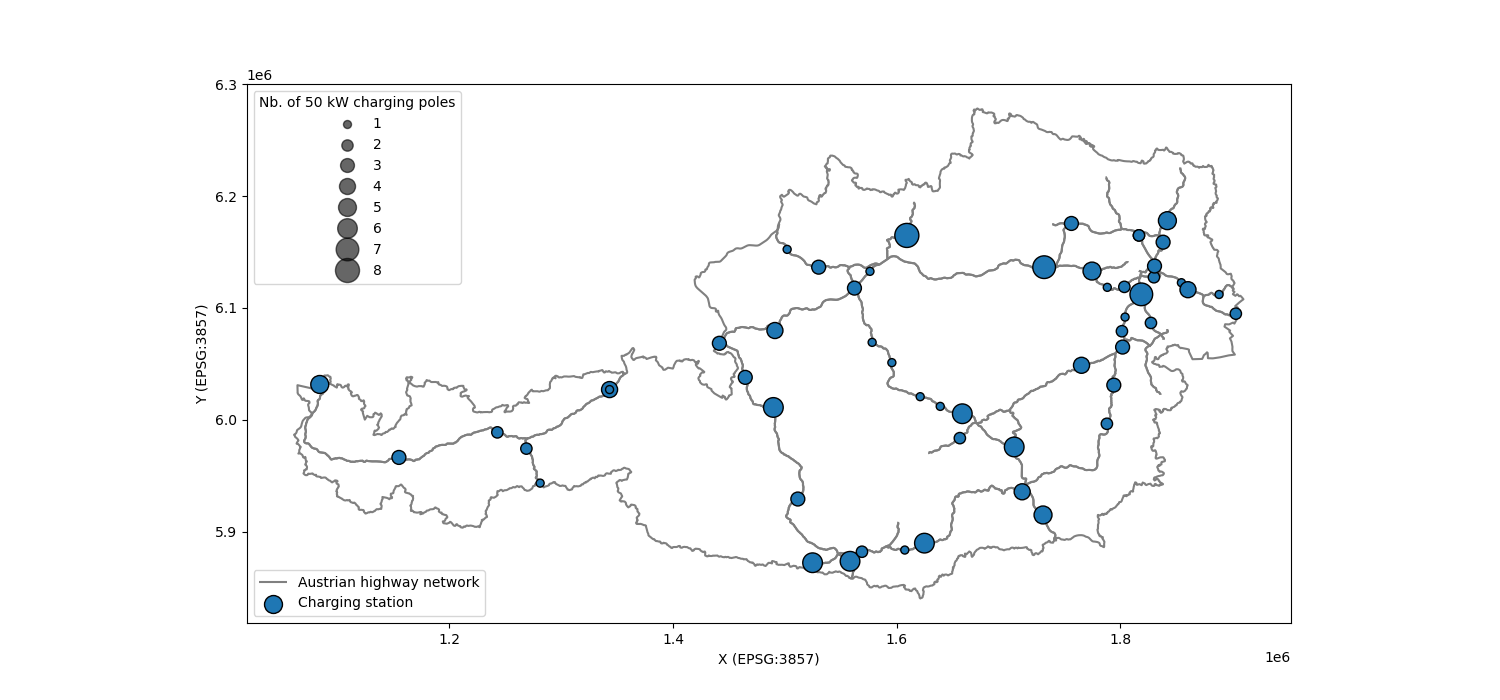 1e6
6.3
6.2
6.1
6.0
5.9
Y (EPSG:3857)
Nb. of 50 kW charging poles
1
2
3
4
5
6
7
8
Austrian highway network
Charging station
1.2
1.4
1.6
1.8
1e6
X (EPSG:3857)